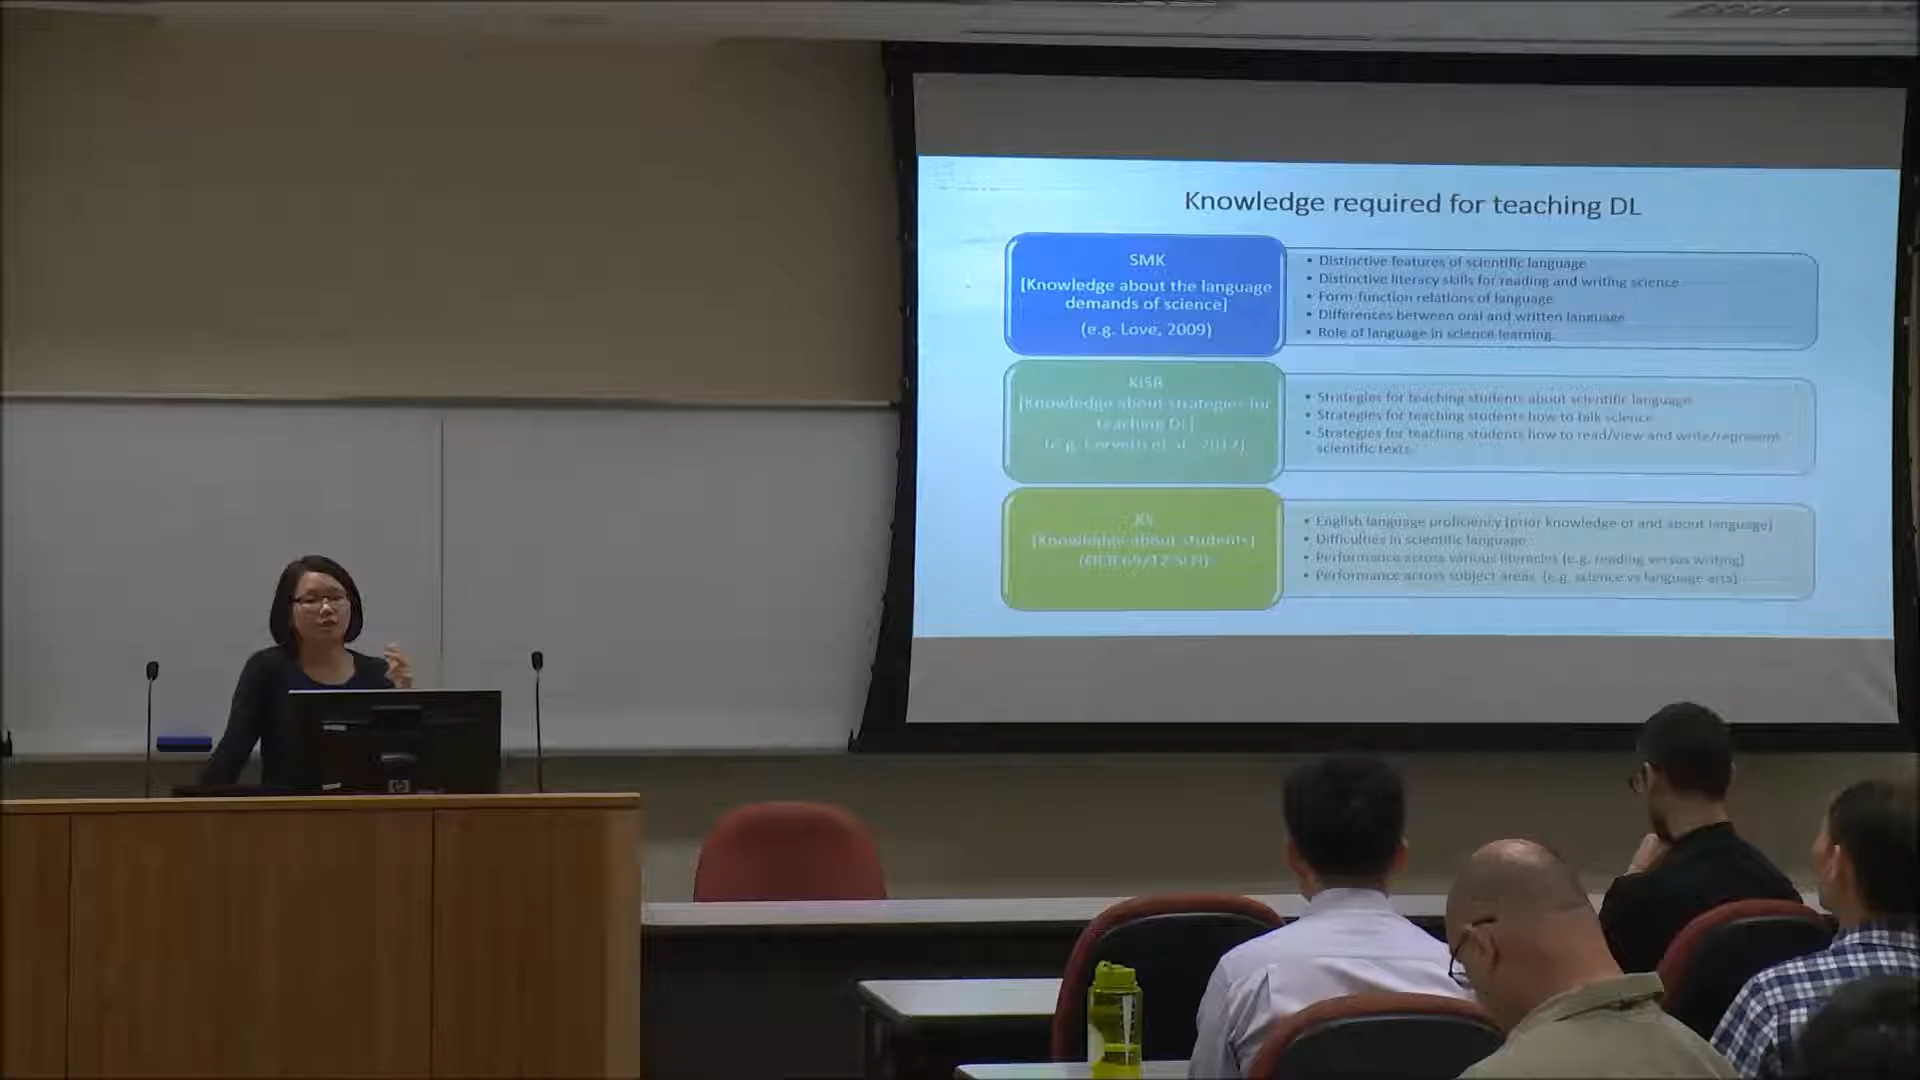 Knowledge required for teaching DL
SMK
[Knowledge about the language
demands of science]
(e.g. Love, 2009)
• Distinctive features of scientific language
• Distinctive literacy skills for reading and writing science
• Form-function relations of language
• Differences between oral and written language
• Role of language in science learning.
KISR
[Knowledge about strategies for
teaching DL]
(e.g. et al., 2012)
• Strategies for teaching students about scientific language
• Strategies for teaching students how to talk science
• Strategies for teaching students how to read/view and write/represent
scientific texts
KS
[Knowledge about students]
• English language proficiency [prior knowledge of and about language]
• Difficulties in scientific language
• Performance across various literacies (e.g. reading versus writing)
• Performance across subject areas (e.g. science vs language arts)
hp